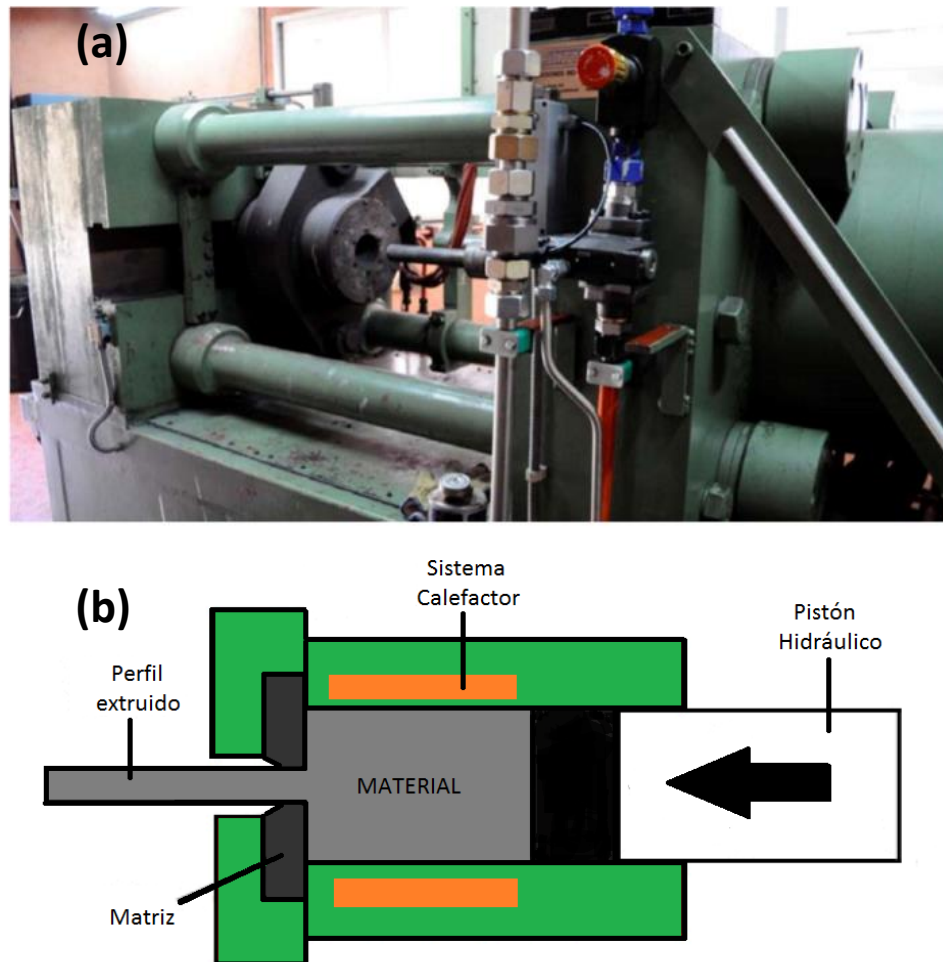 (a)
(b)
Sistema
Calefactor
Pistón
Hidráulico
Perfil
extruido
MATERIAL
Matriz